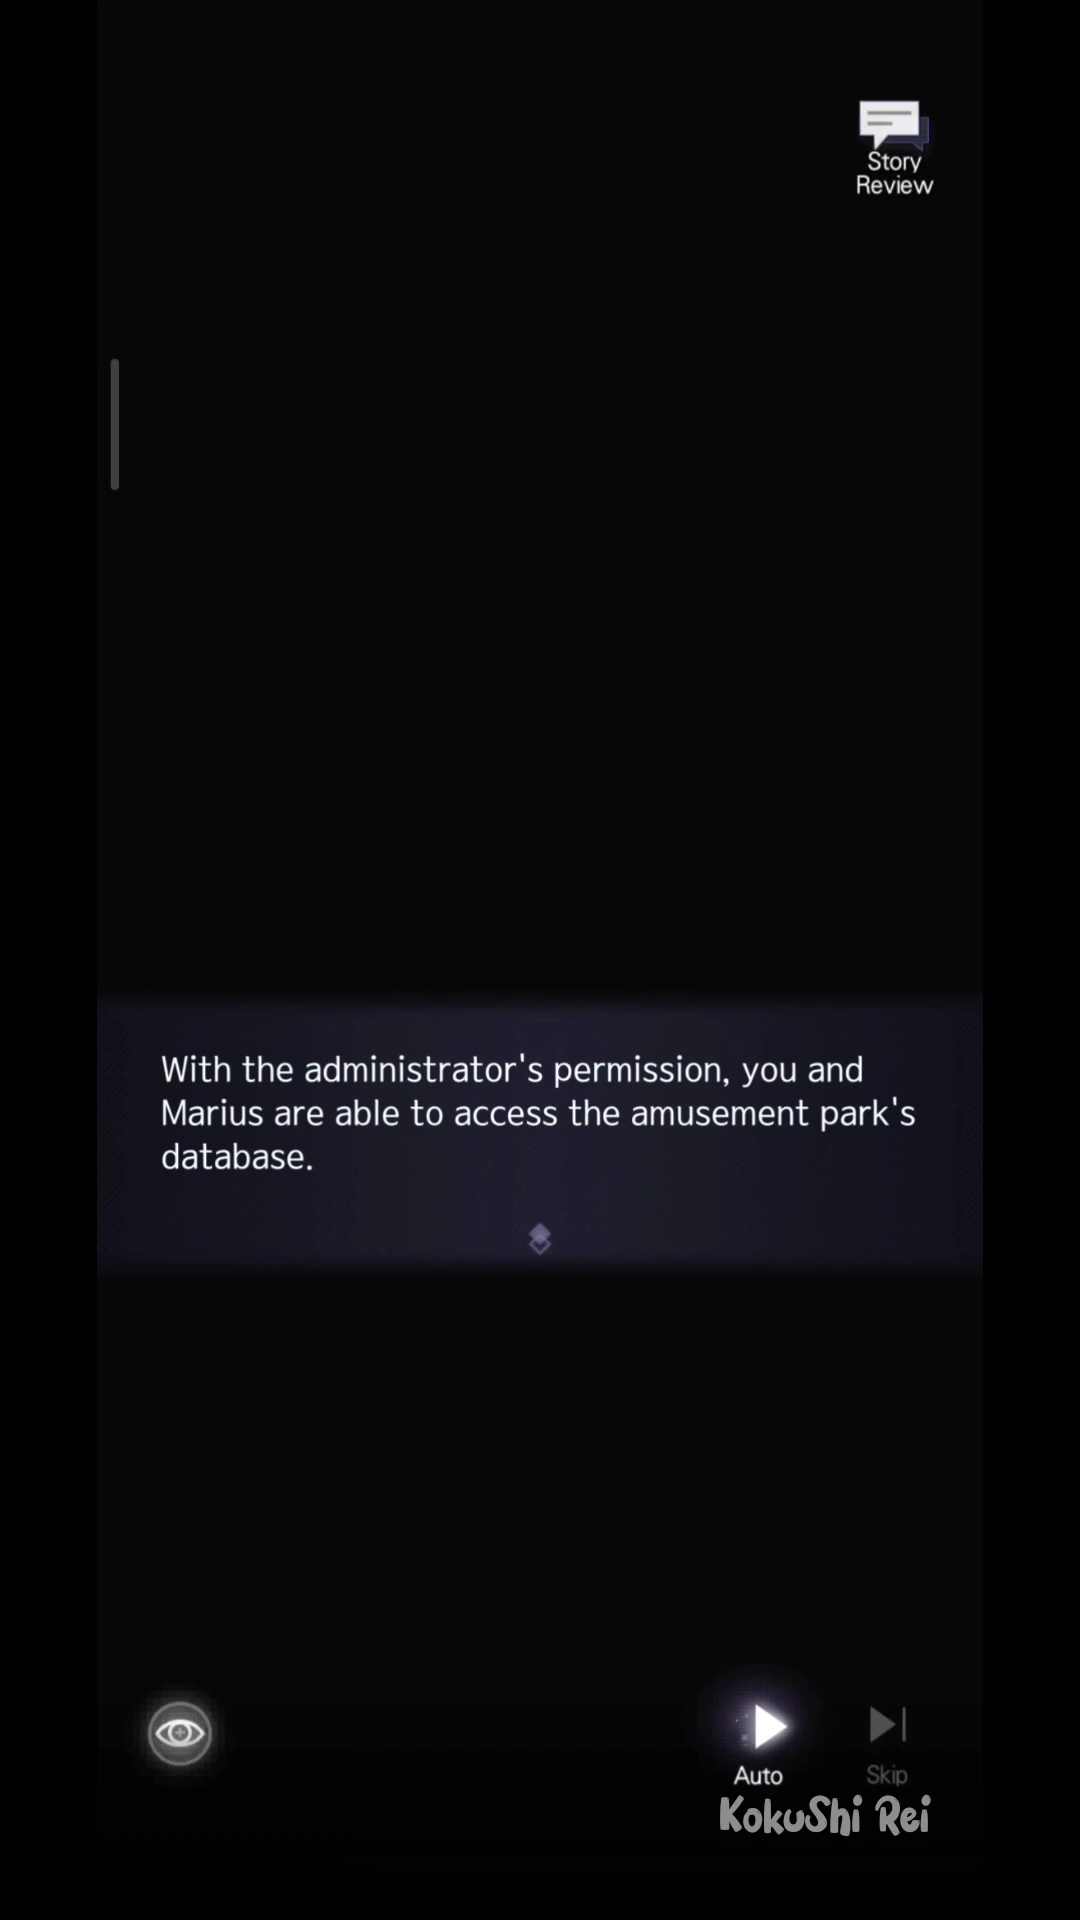 Story
Review
With the administrator's permission, you and
Marius are able to access the amusement park's
database.
Auto
Skip
KokuShi Rei